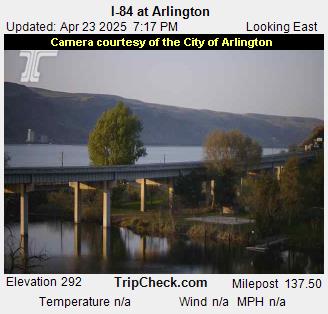 I-84 at Arlington
Updated: Apr 23 2025 7:17 PM Looking East
Camera courtesy of the City of Arlington
Elevation 292 TripCheck.com Milepost 137.50
Temperature n/a Wind n/a MPH n/a